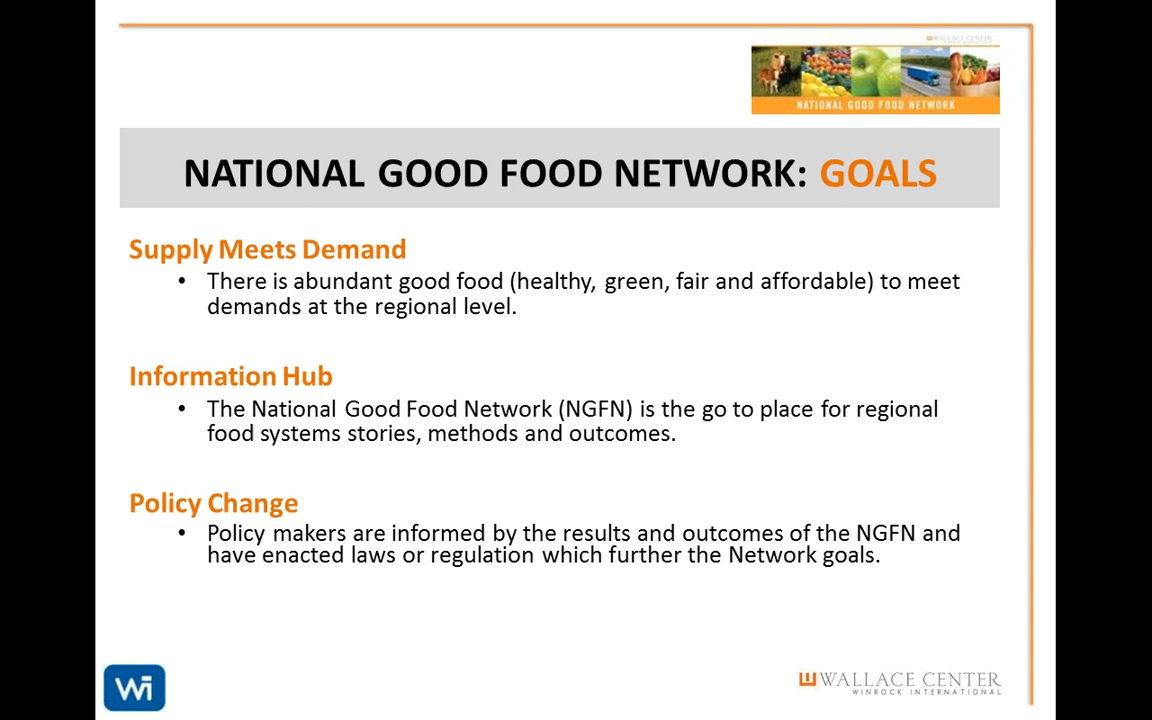 WALLACE CENTER
WINROCK INTERNATIONAL
NATIONAL GOOD FOOD NETWORK
NATIONAL GOOD FOOD NETWORK: GOALS
Supply Meets Demand
• There is abundant good food (healthy, green, fair and affordable) to meet
demands at the regional level.
Information Hub
• The National Good Food Network (NGFN) is the go to place for regional
food systems stories, methods and outcomes.
Policy Change
• Policy makers are informed by the results and outcomes of the NGFN and
have enacted laws or regulation which further the Network goals.
Wi
WALLACE CENTER
WINROCK INTERNATIONAL